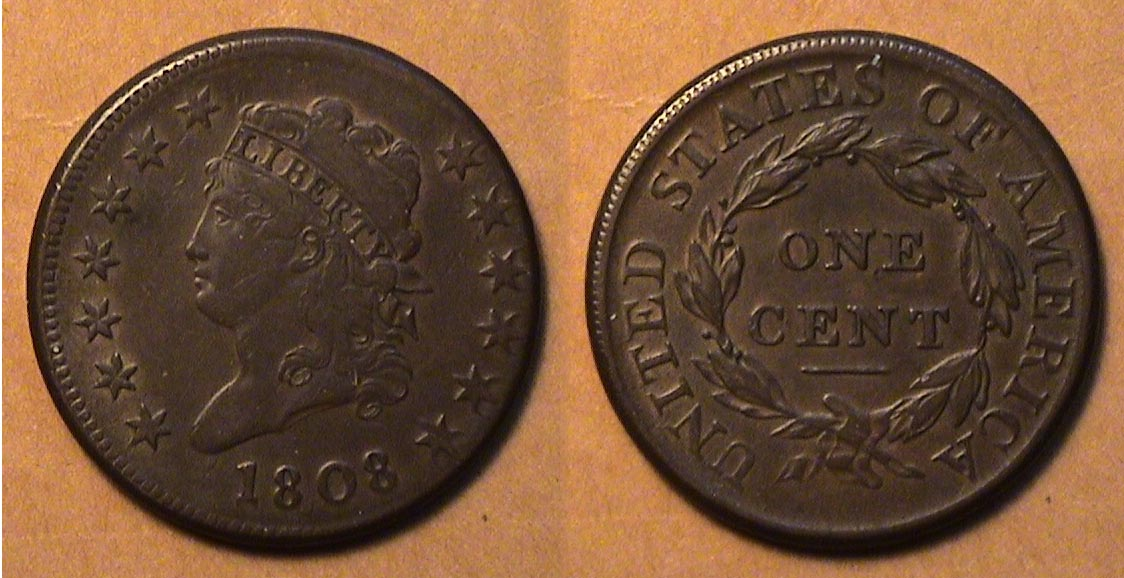 LIBERTY
1808
UNITED STATES OF AMERICA
ONE
CENT